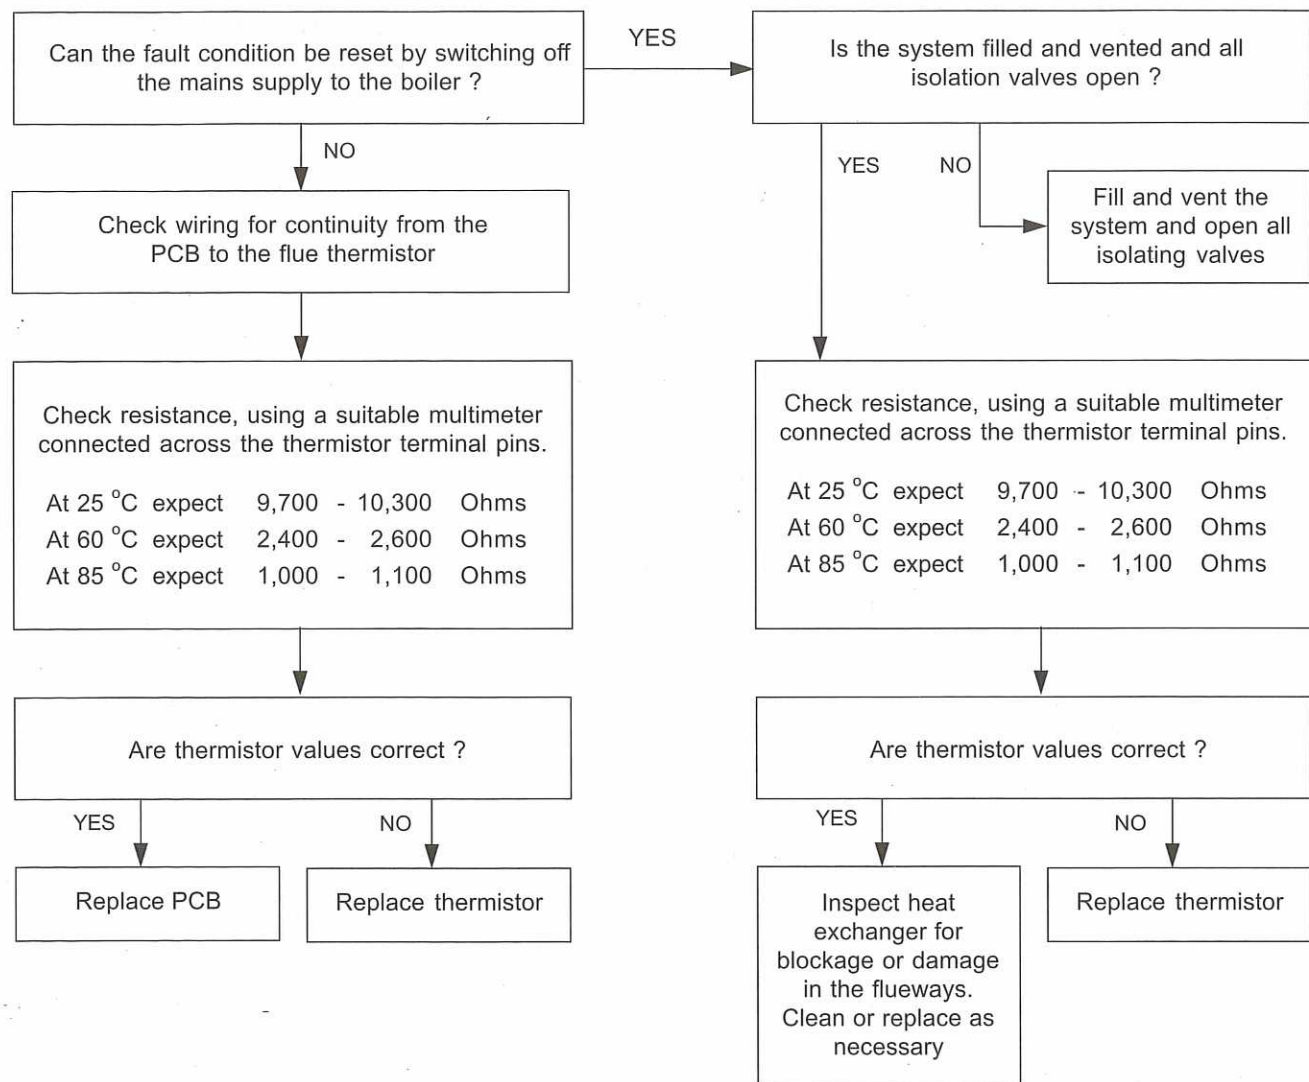 Can the fault condition be reset by switching off
the mains supply to the boiler ?
YES
Is the system filled and vented and all
isolation valves open ?
NO
YES
NO
Check wiring for continuity from the
PCB to the flue thermistor
Fill and vent the
system and open all
isolating valves
Check resistance, using a suitable multimeter
connected across the thermistor terminal pins.
At 25 °C expect 9,700 - 10,300 Ohms
At 60 °C expect 2,400 - 2,600 Ohms
At 85 °C expect 1,000 - 1,100 Ohms
Check resistance, using a suitable multimeter
connected across the thermistor terminal pins.
At 25 °C expect 9,700 - 10,300 Ohms
At 60 °C expect 2,400 - 2,600 Ohms
At 85 °C expect 1,000 - 1,100 Ohms
Are thermistor values correct ?
YES
NO
Replace PCB
Replace thermistor
Are thermistor values correct ?
YES
NO
Inspect heat
exchanger for
blockage or damage
in the flueways.
Clean or replace as
necessary
Replace thermistor